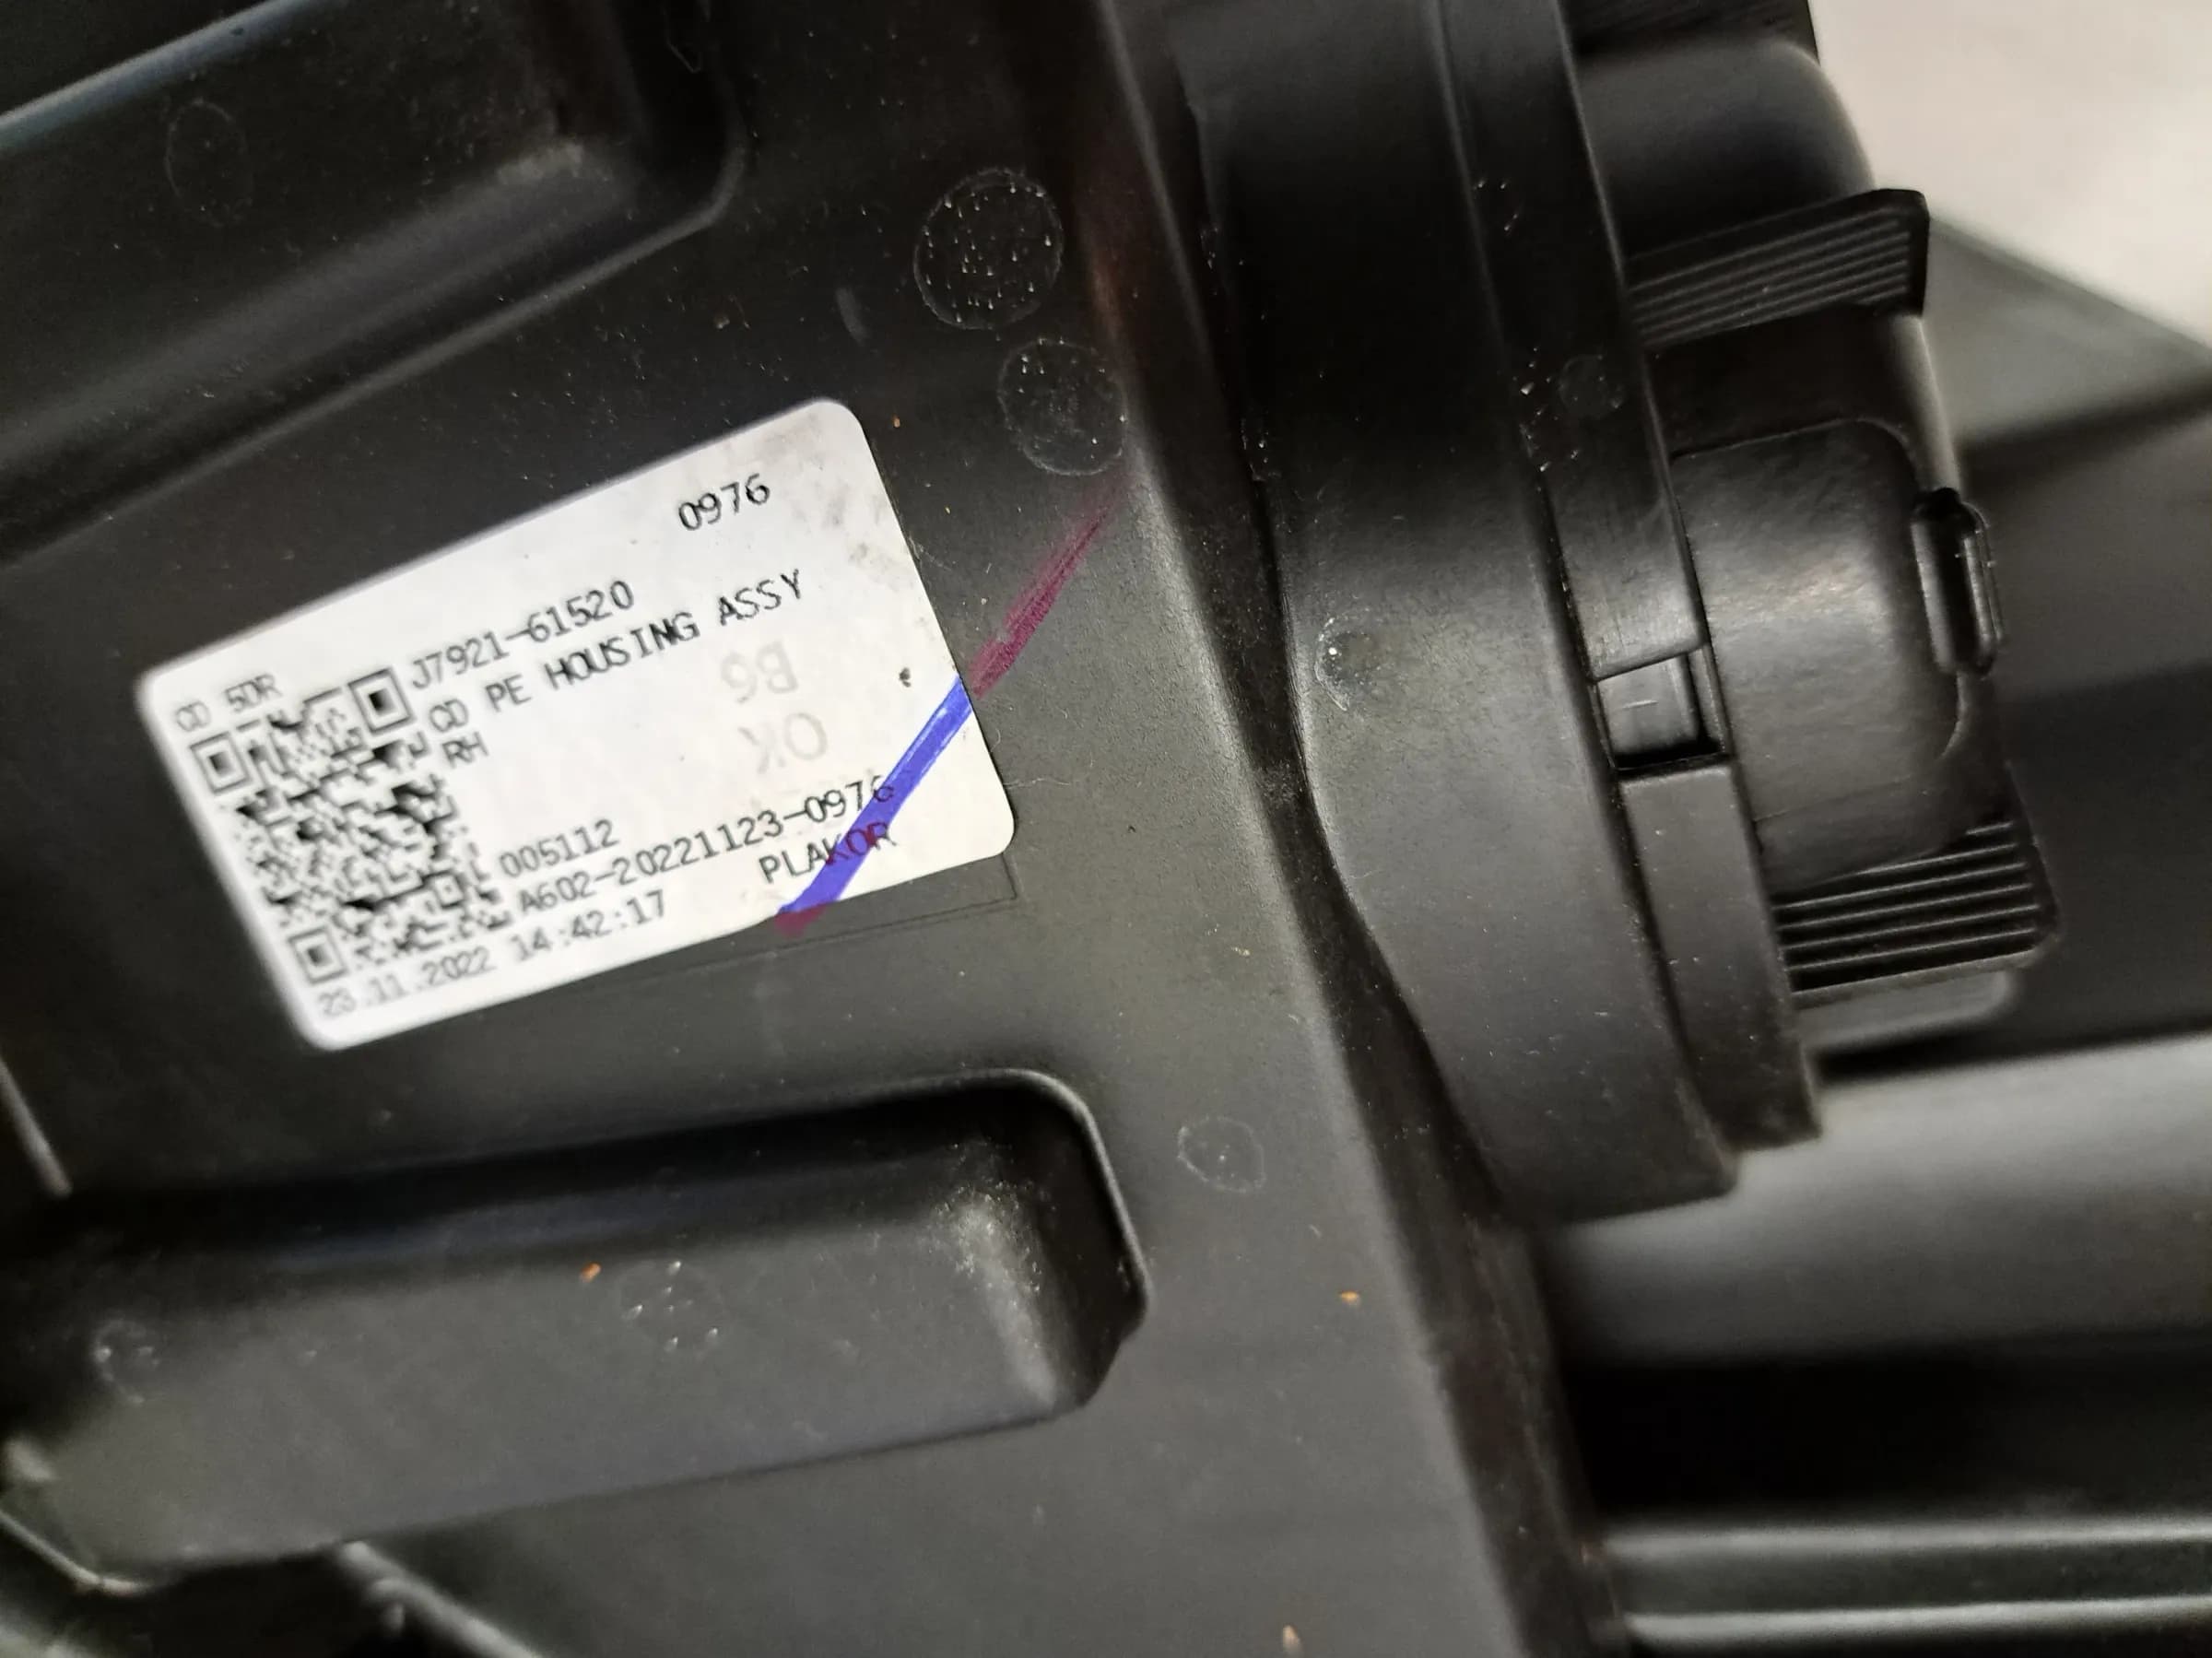 0976
CD 5DR
J7921-61520
CD PE HOUSING ASSY
RH
B6
OK
005112
A602-20221123-0976
23.11.2022 14:42:17
PLAKOR